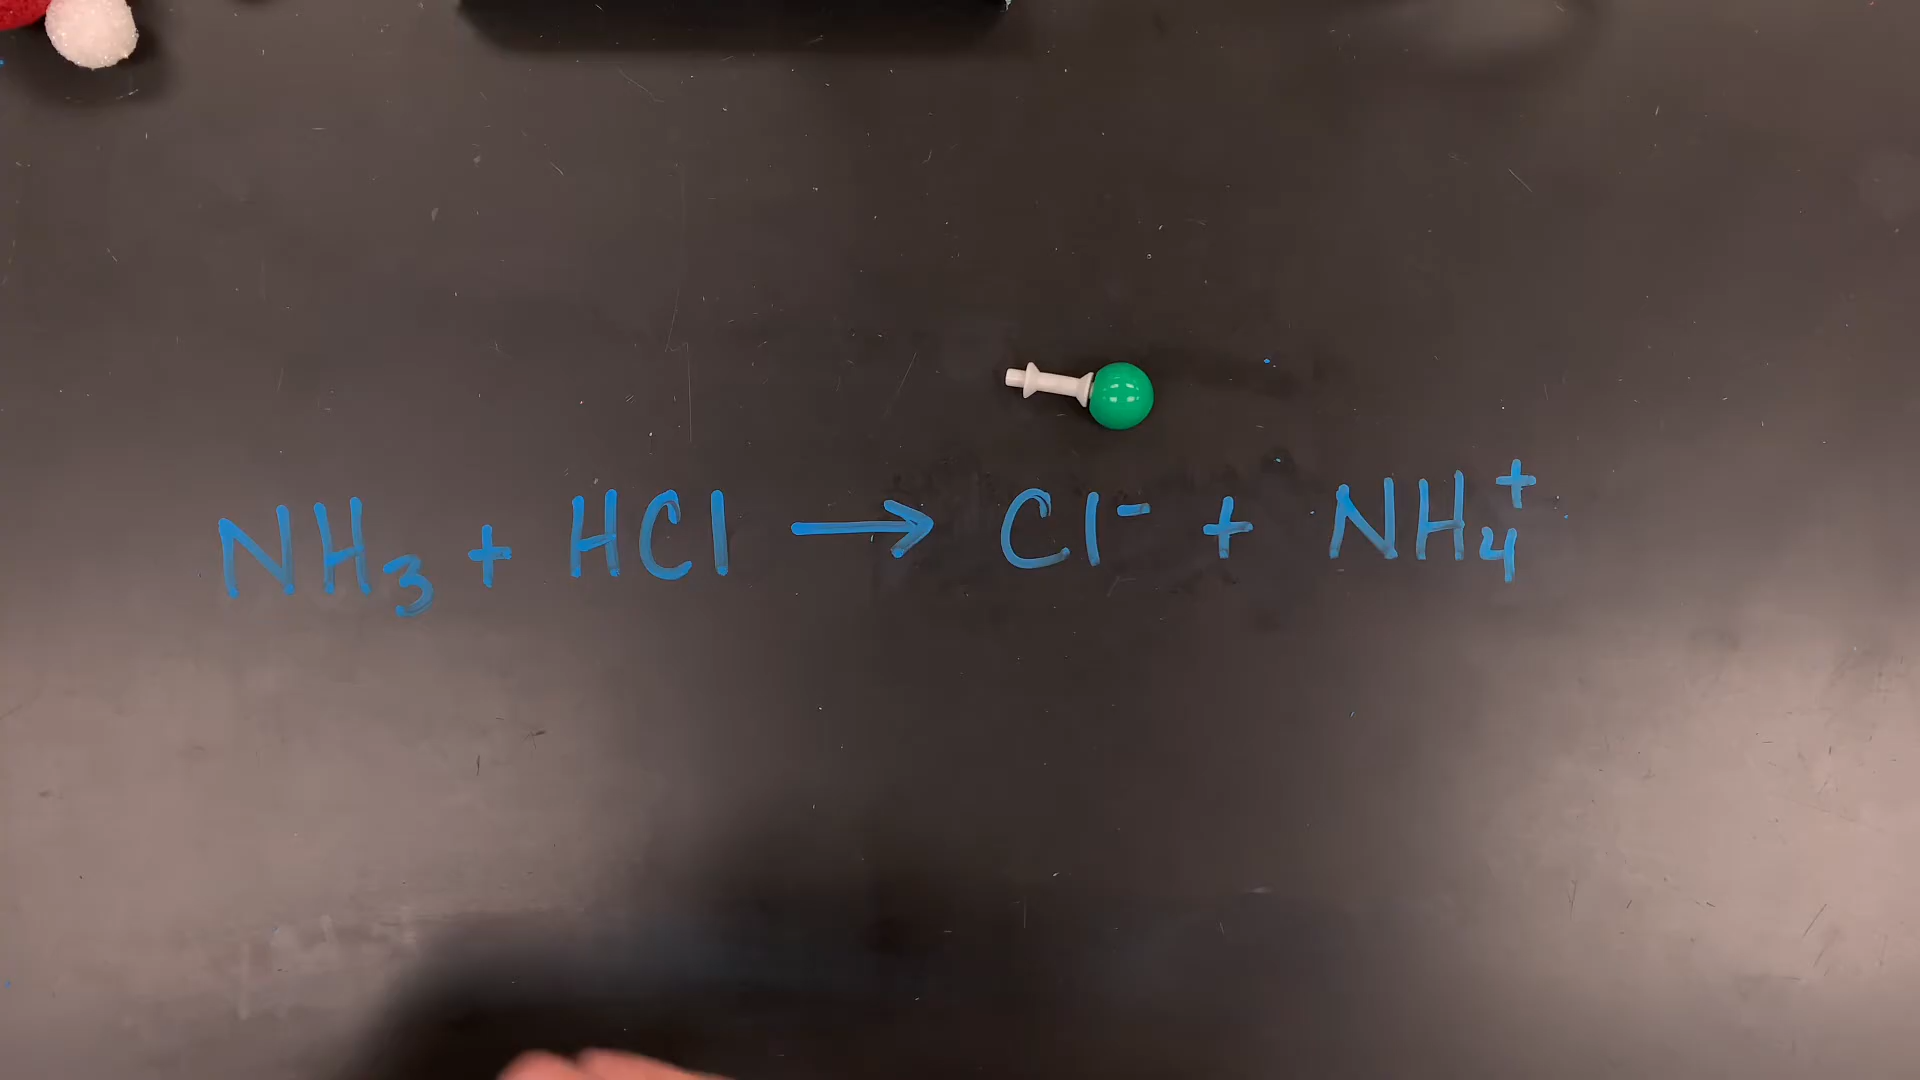 NH₃ + HCl → Cl⁻ + NH₄⁺